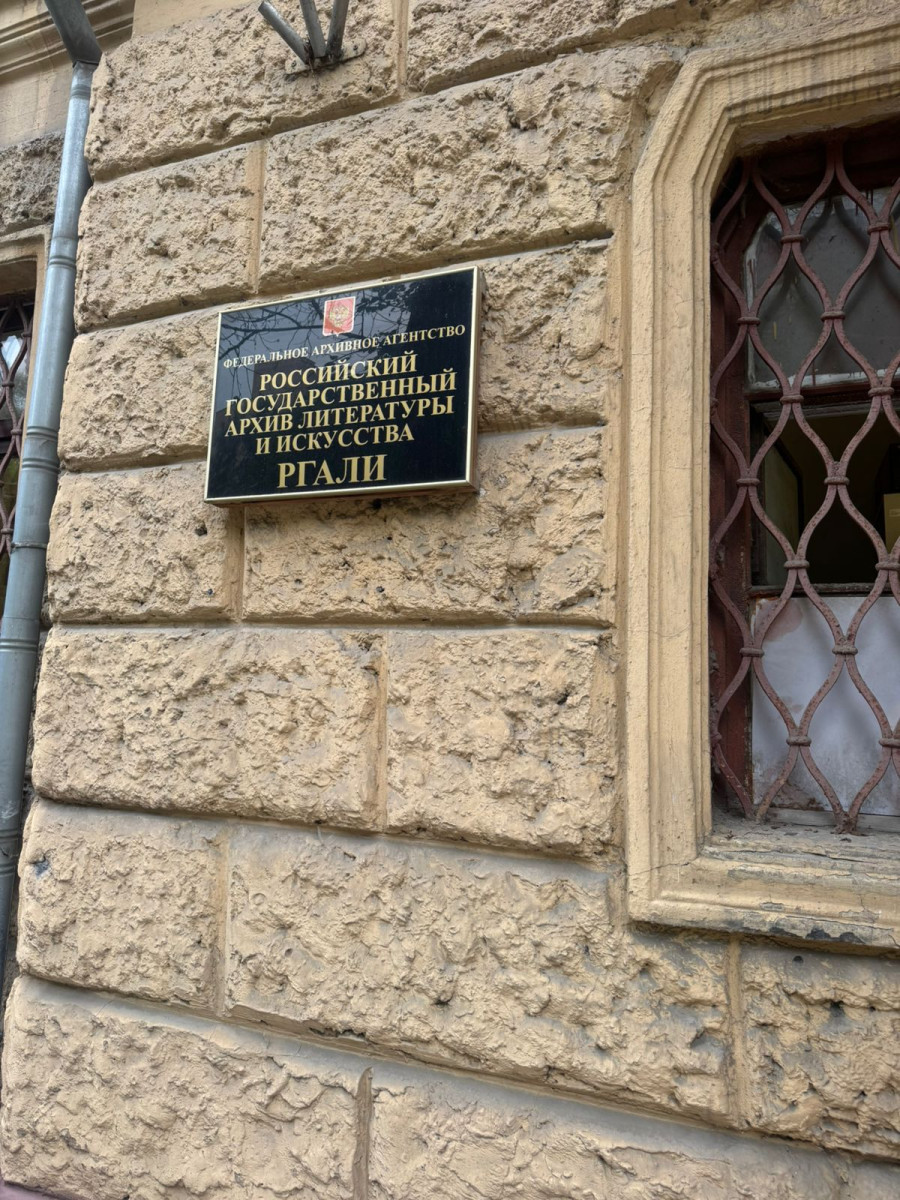 ФЕДЕРАЛЬНОЕ АРХИВНОЕ АГЕНТСТВО
РОССИЙСКИЙ
ГОСУДАРСТВЕННЫЙ
АРХИВ ЛИТЕРАТУРЫ
И ИСКУССТВА
РГАЛИ